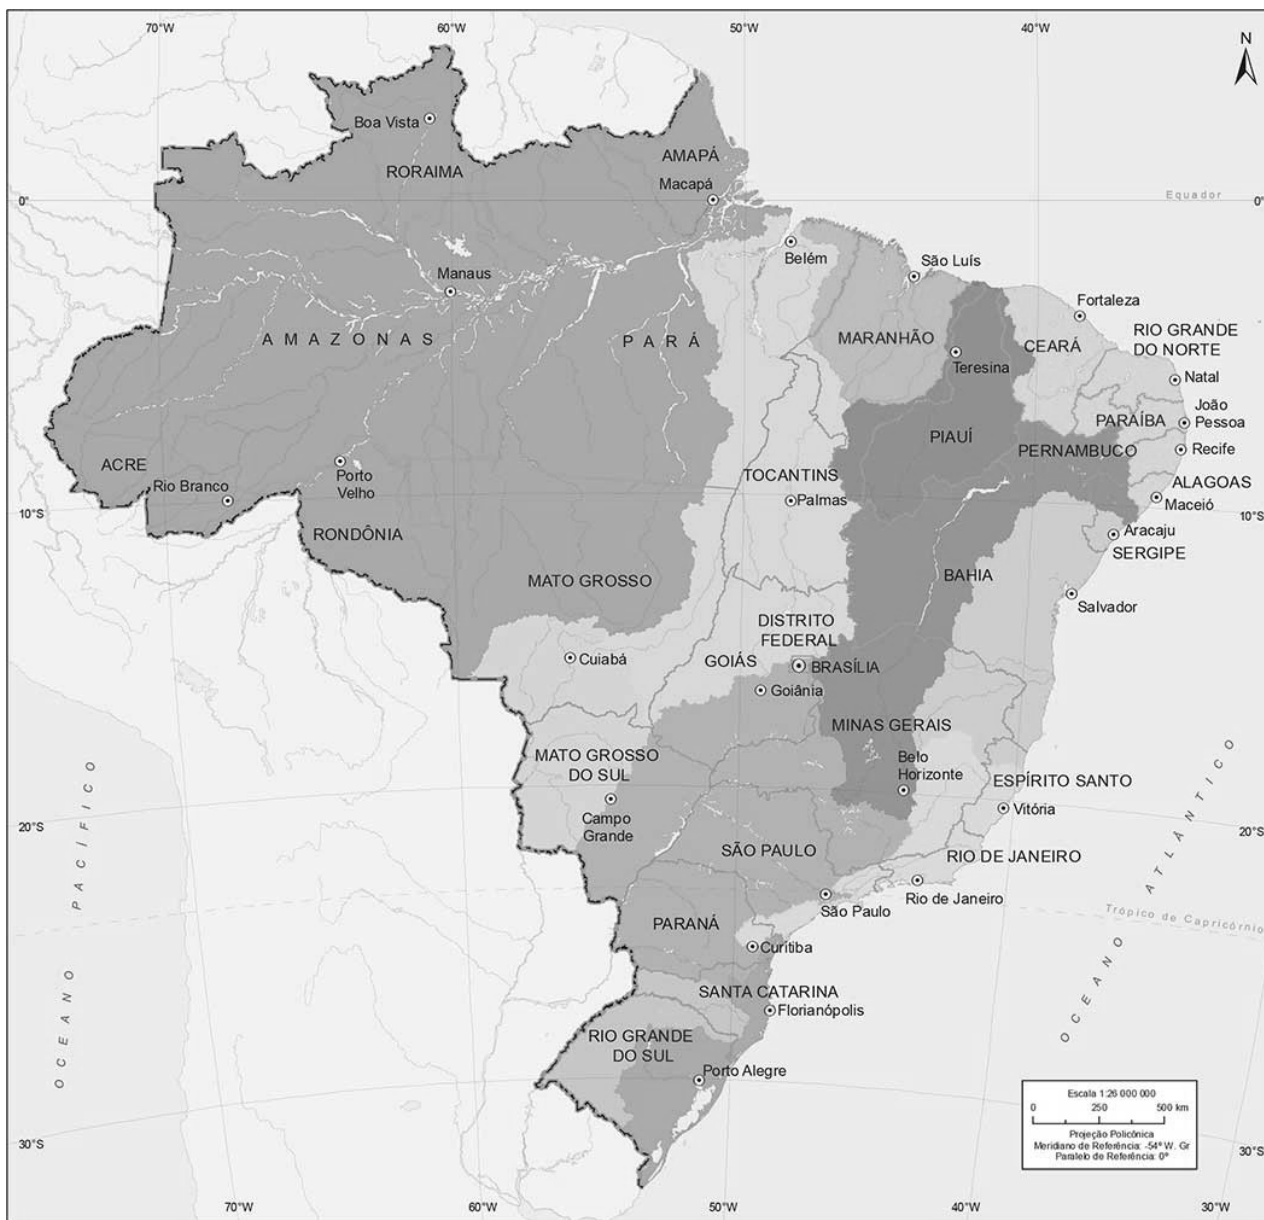 70°W 60°W 50°W 40°W
N
Boa Vista
RORAIMA
AMAPÁ
Macapá
0° Equador 0°
Belém
São Luís
Manaus
Fortaleza
AMAZONAS
PARÁ
MARANHÃO
CEARÁ
RIO GRANDE
DO NORTE
Teresina
Natal
João
Pessoa
PARAÍBA
PIAUÍ
PERNAMBUCO
Recife
ACRE
Rio Branco
Porto
Velho
TOCANTINS
Palmas
ALAGOAS
Maceió
10°S 10°S
RONDÔNIA
Aracaju
SERGIPE
MATO GROSSO
BAHIA
Salvador
DISTRITO
FEDERAL
Cuiabá
GOIÁS
BRASÍLIA
Goiânia
MINAS GERAIS
MATO GROSSO
DO SUL
Belo
Horizonte
ESPÍRITO SANTO
Vitória
Campo
Grande
20°S 20°S
OCEANO PACÍFICO
OCEANO ATLÂNTICO
SÃO PAULO
RIO DE JANEIRO
São Paulo
Rio de Janeiro
Trópico de Capricórnio
PARANÁ
Curitiba
SANTA CATARINA
Florianópolis
RIO GRANDE
DO SUL
Porto Alegre
Escala 1:26 000 000
0 250 500 km
Projeção Policônica
Meridiano de Referência: -54° W. Gr
Paralelo de Referência: 0°
30°S 30°S
70°W 60°W 50°W 40°W 30°W